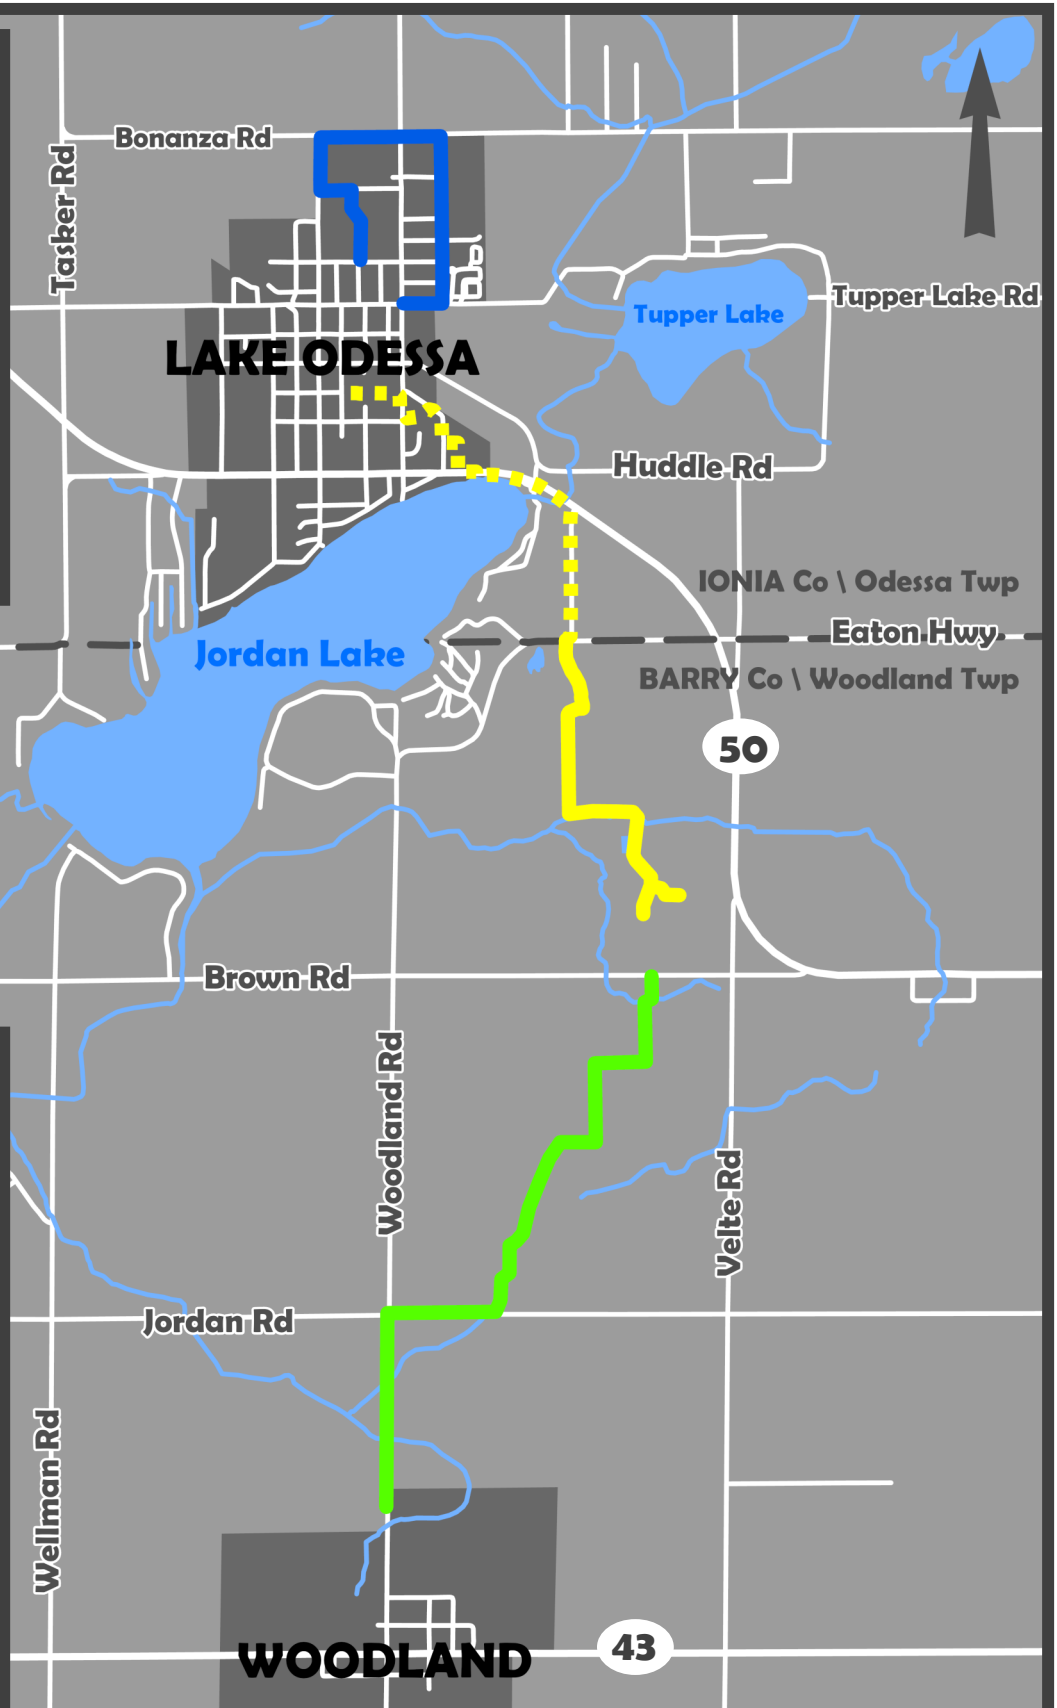 Bonanza Rd
Tasker Rd
Tupper Lake Rd
Tupper Lake
LAKE ODESSA
Huddle Rd
IONIA Co \ Odessa Twp
Eaton Hwy
Jordan Lake
BARRY Co \ Woodland Twp
50
Brown Rd
Woodland Rd
Velte Rd
Jordan Rd
Wellman Rd
43
WOODLAND